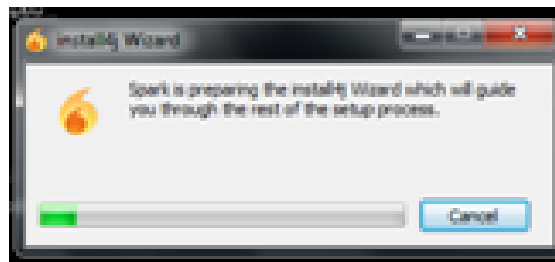 install4j Wizard
Spark is preparing the install4j Wizard which will guide
you through the rest of the setup process.
Cancel